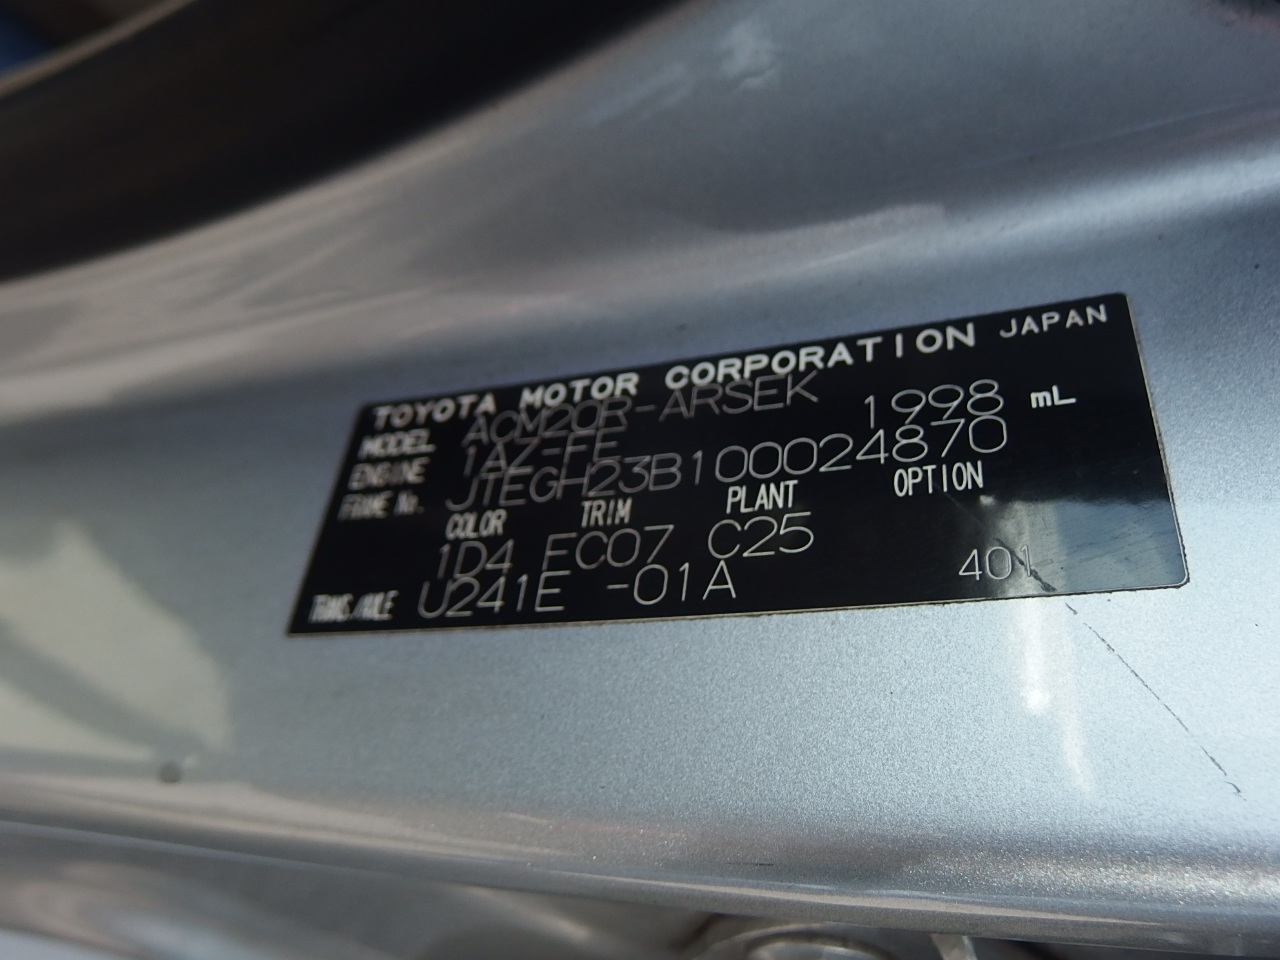 TOYOTA MOTOR CORPORATION JAPAN
MODEL ACM20R-ARSEK
ENGINE 1AZ-FE 1998 mL
FRAME No. JTEGH23B100024870
COLOR TRIM PLANT OPTION
1D4 FC07 C25
TRANS./AXLE U241E -01A 401